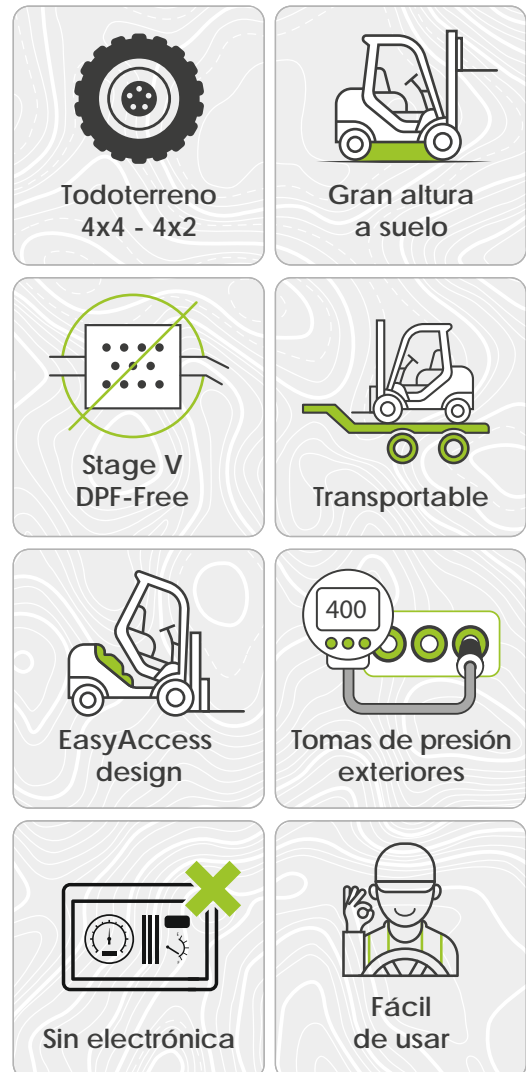 Todoterreno
4x4 - 4x2
Gran altura
a suelo
Stage V
DPF-Free
Transportable
EasyAccess
design
400
Tomas de presión
exteriores
Sin electrónica
Fácil
de usar